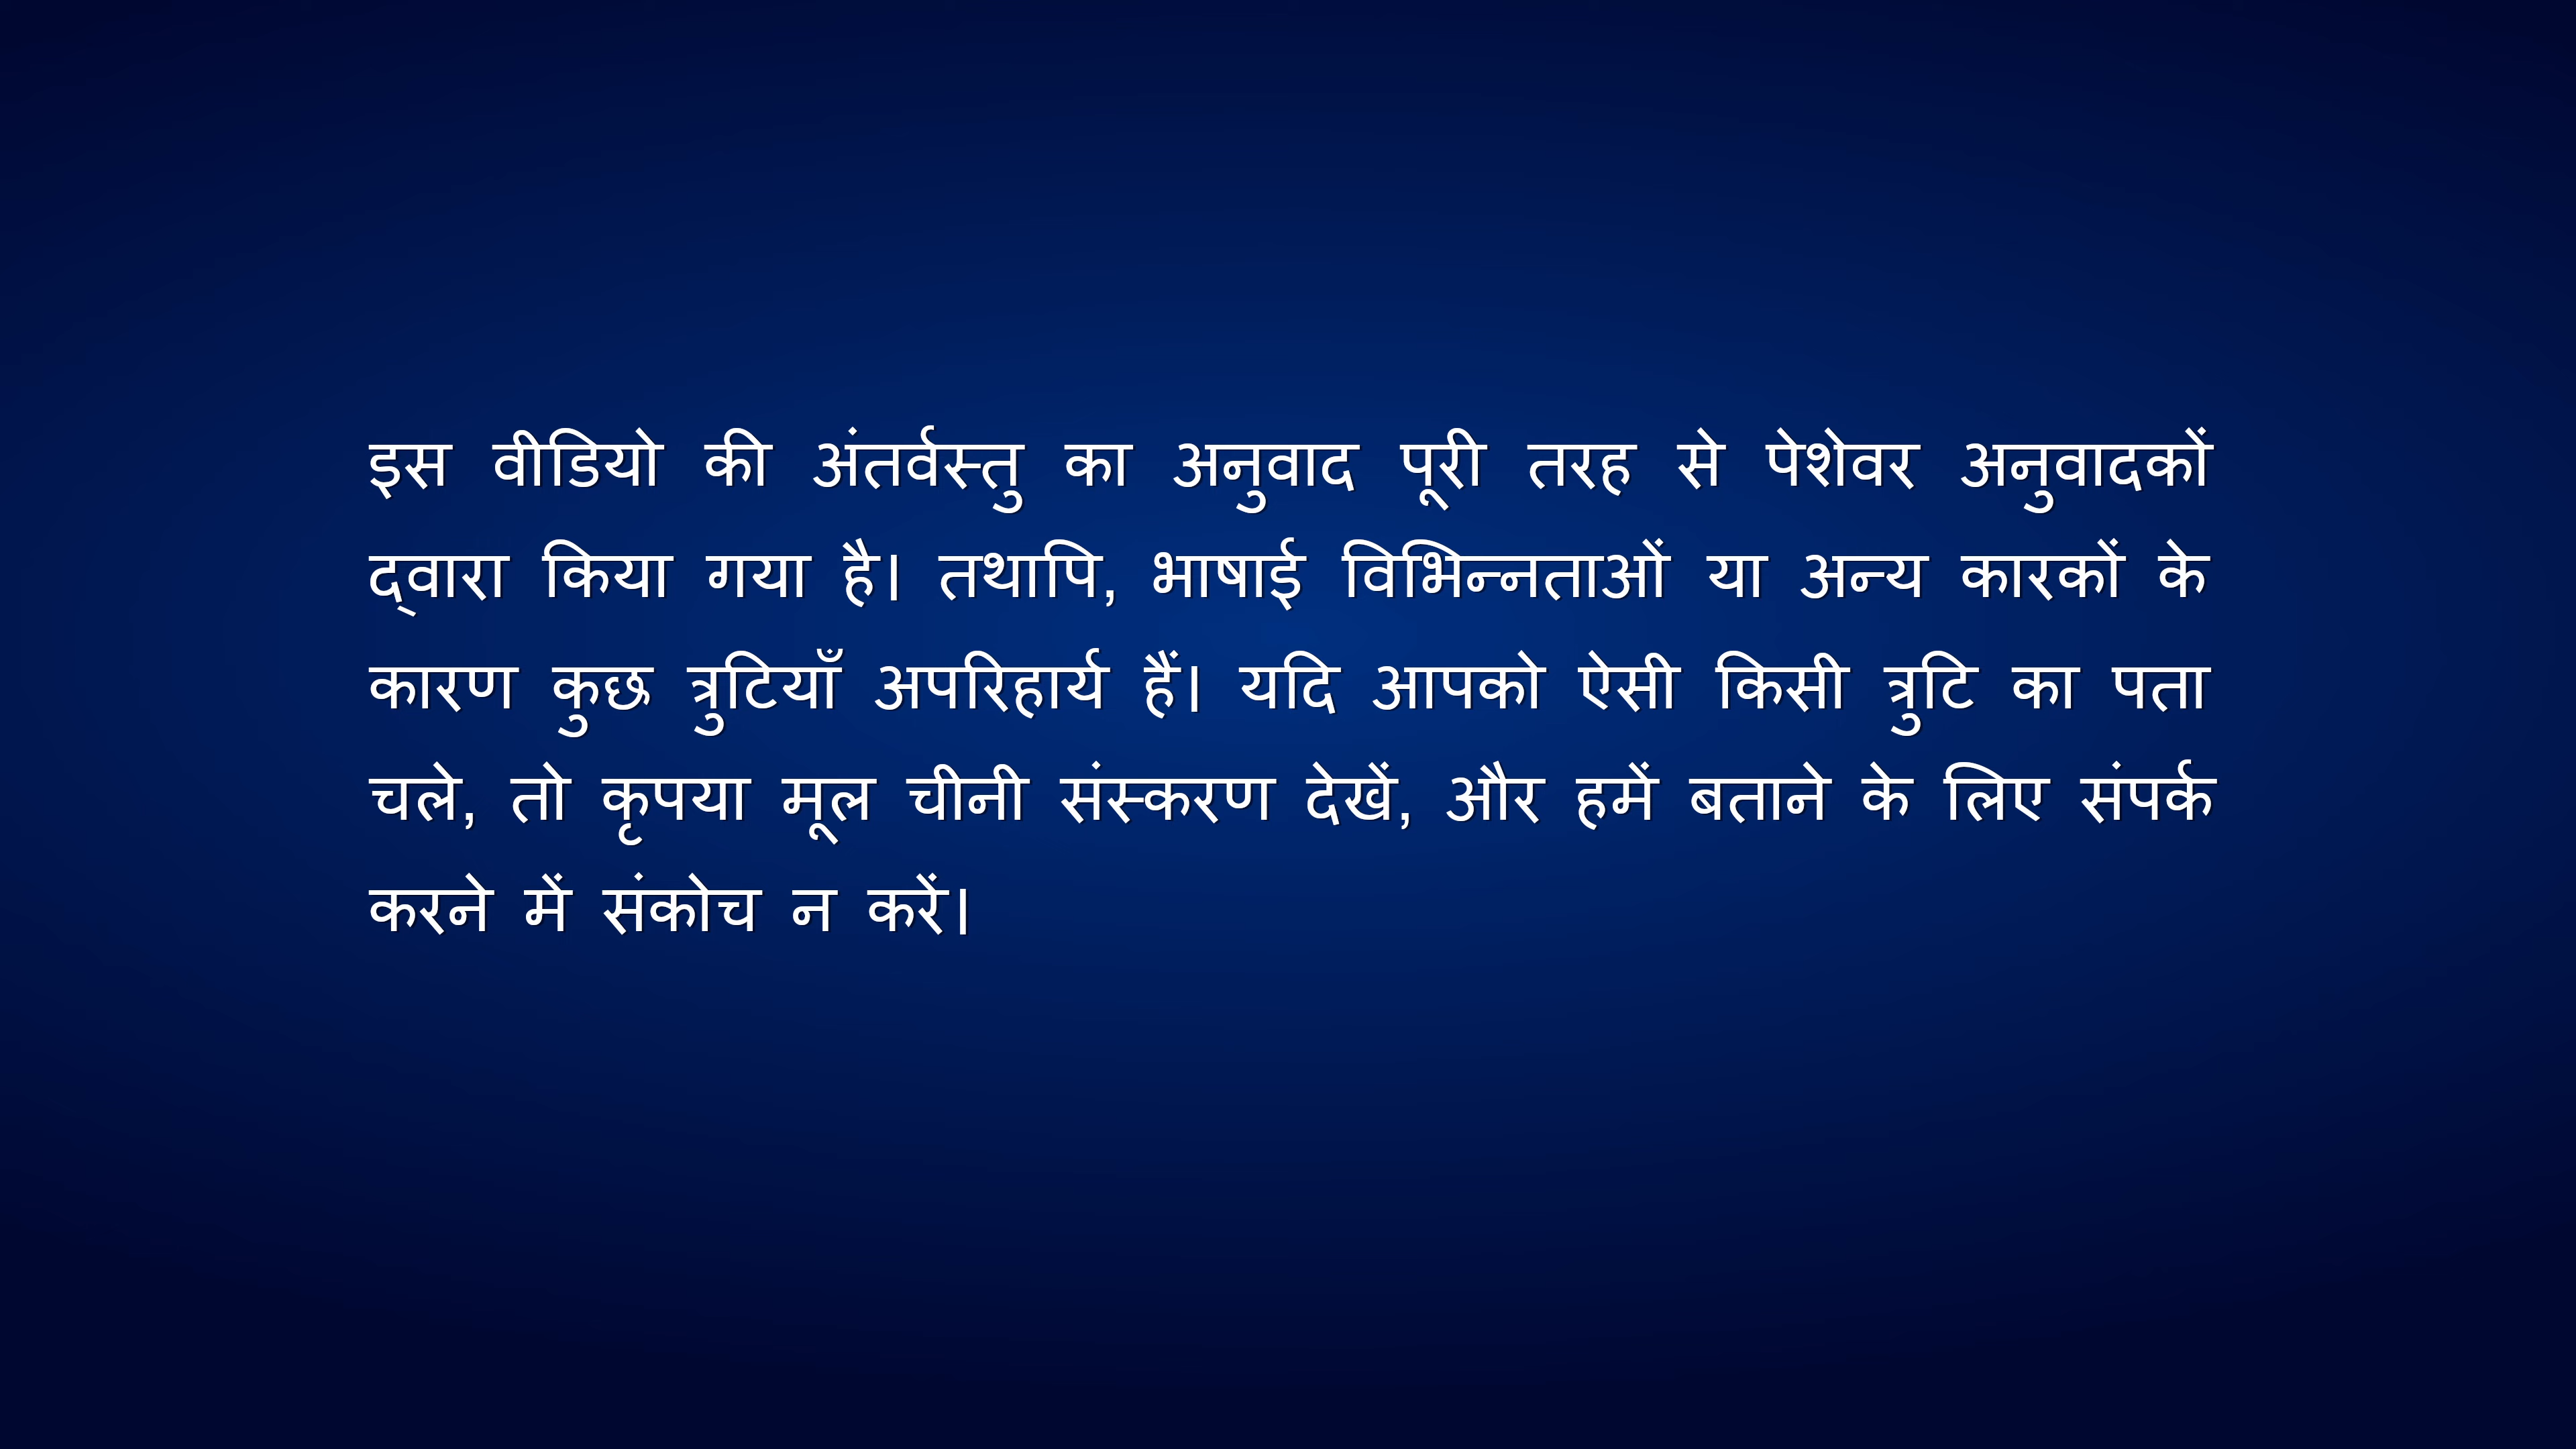 इस वीडियो की अंतर्वस्तु का अनुवाद पूरी तरह से पेशेवर अनुवादकों
द्‌वारा किया गया है। तथापि, भाषाई विभिन्नताओं या अन्य कारकों के
कारण कुछ त्रुटियाँ अपरिहार्य हैं। यदि आपको ऐसी किसी त्रुटि का पता
चले, तो कृपया मूल चीनी संस्करण देखें, और हमें बताने के लिए संपर्क
करने में संकोच न करें।